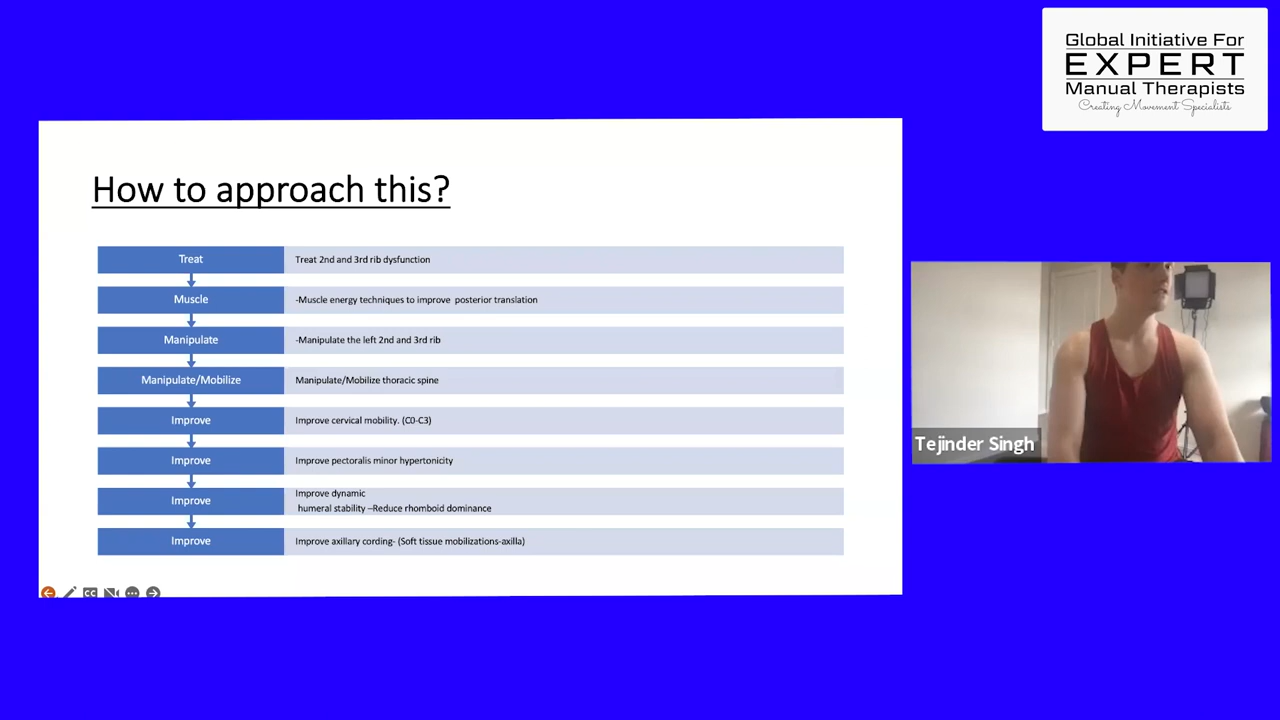 Global Initiative For
EXPERT
Manual Therapists
Creating Movement Specialists
How to approach this?
Treat
Treat 2nd and 3rd rib dysfunction
Muscle
-Muscle energy techniques to improve posterior translation
Manipulate
-Manipulate the left 2nd and 3rd rib
Manipulate/Mobilize
Manipulate/Mobilize thoracic spine
Improve
Improve cervical mobility. (C0-C3)
Improve
Improve pectoralis minor hypertonicity
Improve
Improve dynamic
humeral stability –Reduce rhomboid dominance
Improve
Improve axillary cording- (Soft tissue mobilizations-axilla)
CC
Tejinder Singh